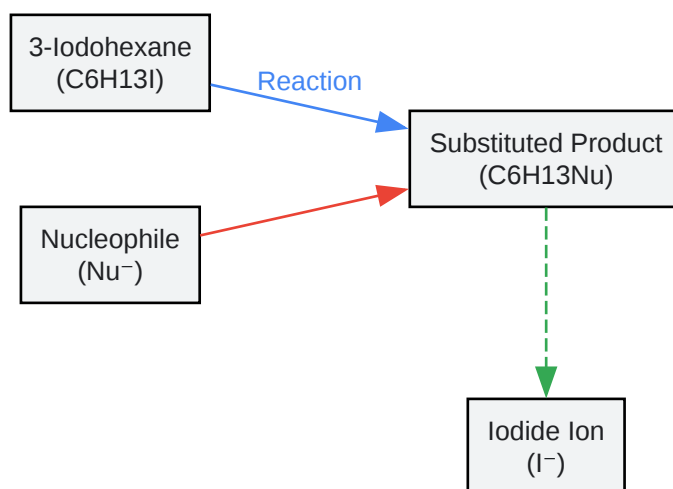 3-Iodohexane
(C6H13I)
Reaction
Substituted Product
(C6H13Nu)
Nucleophile
(Nu⁻)
Iodide Ion
(I⁻)